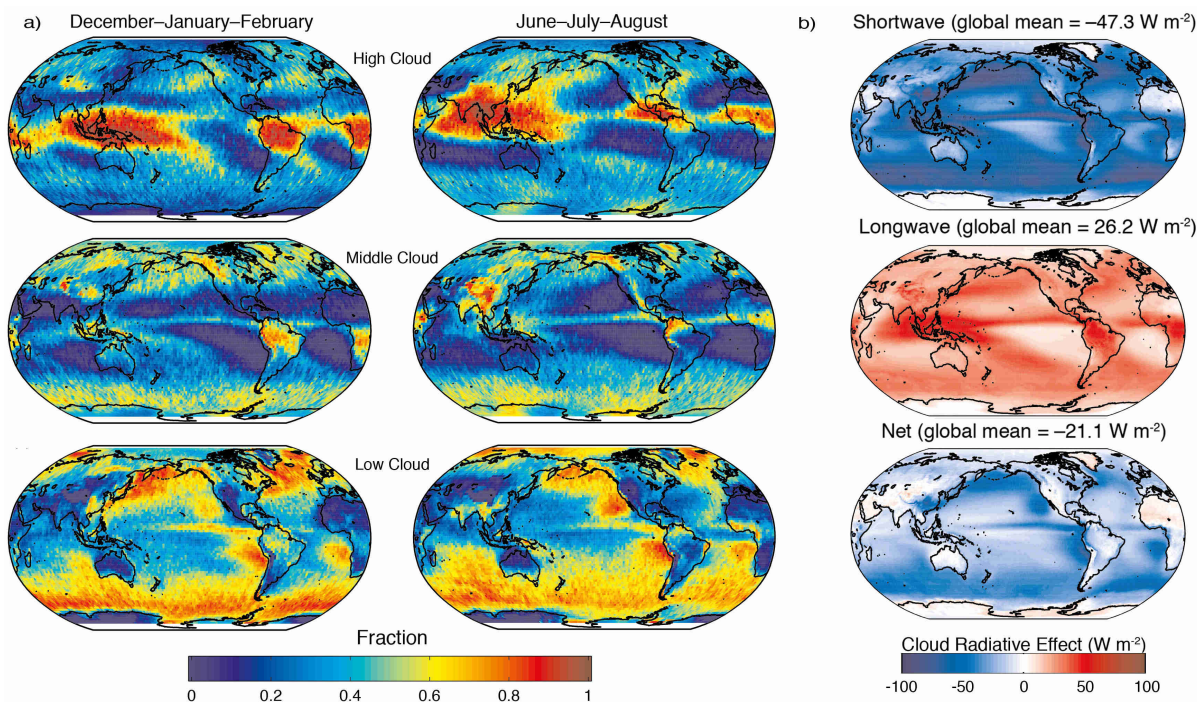 a)
December–January–February
June–July–August
High Cloud
Middle Cloud
Low Cloud
Fraction
0 0.2 0.4 0.6 0.8 1
b)
Shortwave (global mean = –47.3 W m-2)
Longwave (global mean = 26.2 W m-2)
Net (global mean = –21.1 W m-2)
Cloud Radiative Effect (W m-2)
-100 -50 0 50 100